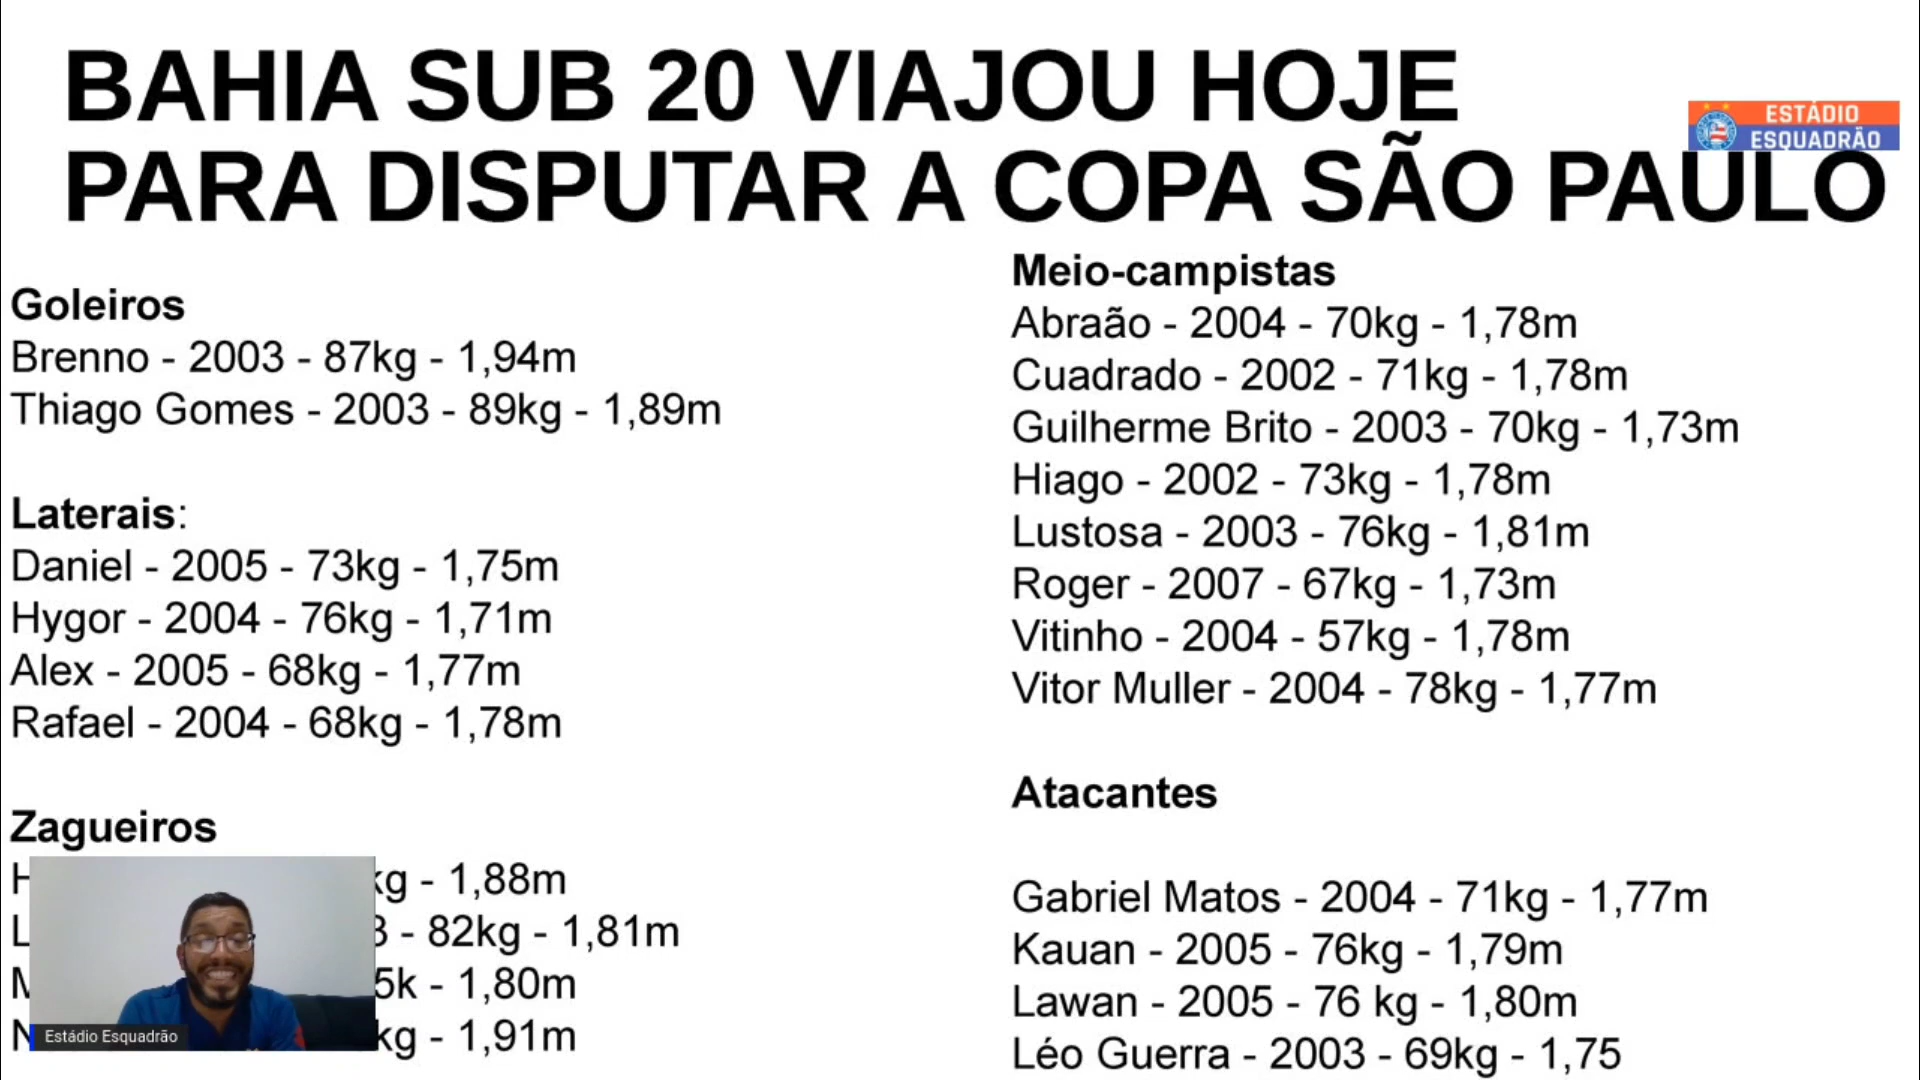 BAHIA SUB 20 VIAJOU HOJE
PARA DISPUTAR A COPA SÃO PAULO
ESTÁDIO
ESQUADRÃO
Goleiros
Brenno - 2003 - 87kg - 1,94m
Thiago Gomes - 2003 - 89kg - 1,89m
Laterais:
Daniel - 2005 - 73kg - 1,75m
Hygor - 2004 - 76kg - 1,71m
Alex - 2005 - 68kg - 1,77m
Rafael - 2004 - 68kg - 1,78m
Zagueiros
kg - 1,88m
- 82kg - 1,81m
5k - 1,80m
kg - 1,91m
Estádio Esquadrão
Meio-campistas
Abraão - 2004 - 70kg - 1,78m
Cuadrado - 2002 - 71kg - 1,78m
Guilherme Brito - 2003 - 70kg - 1,73m
Hiago - 2002 - 73kg - 1,78m
Lustosa - 2003 - 76kg - 1,81m
Roger - 2007 - 67kg - 1,73m
Vitinho - 2004 - 57kg - 1,78m
Vitor Muller - 2004 - 78kg - 1,77m
Atacantes
Gabriel Matos - 2004 - 71kg - 1,77m
Kauan - 2005 - 76kg - 1,79m
Lawan - 2005 - 76 kg - 1,80m
Léo Guerra - 2003 - 69kg - 1,75